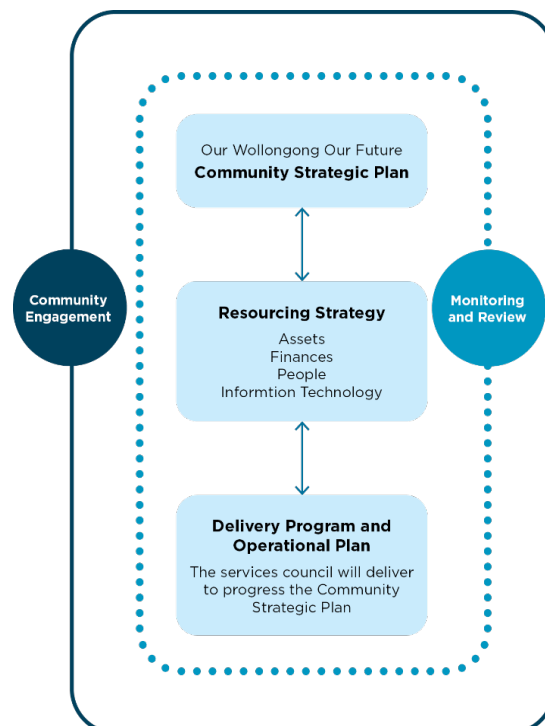 Our Wollongong Our Future
Community Strategic Plan
Community
Engagement
Monitoring
and Review
Resourcing Strategy
Assets
Finances
People
Informtion Technology
Delivery Program and
Operational Plan
The services council will deliver
to progress the Community
Strategic Plan